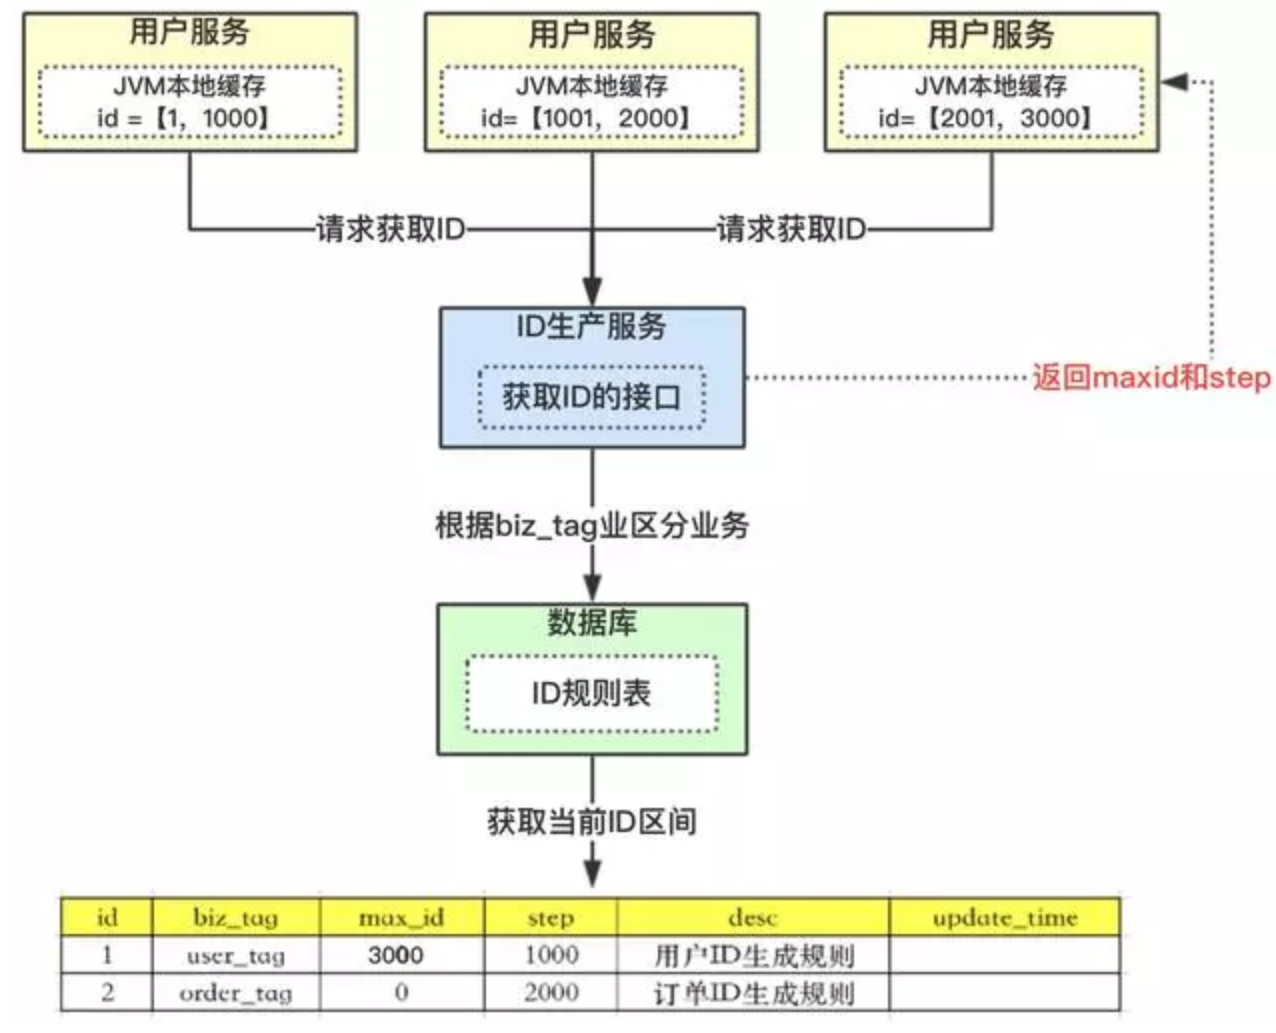 用户服务
JVM本地缓存
id =【1，1000】
用户服务
JVM本地缓存
id=【1001，2000】
用户服务
JVM本地缓存
id=【2001，3000】
请求获取ID
请求获取ID
ID生产服务
获取ID的接口
返回maxid和step
根据biz_tag业区分业务
数据库
ID规则表
获取当前ID区间
id biz_tag max_id step desc update_time
1 user_tag 3000 1000 用户ID生成规则
2 order_tag 0 2000 订单ID生成规则